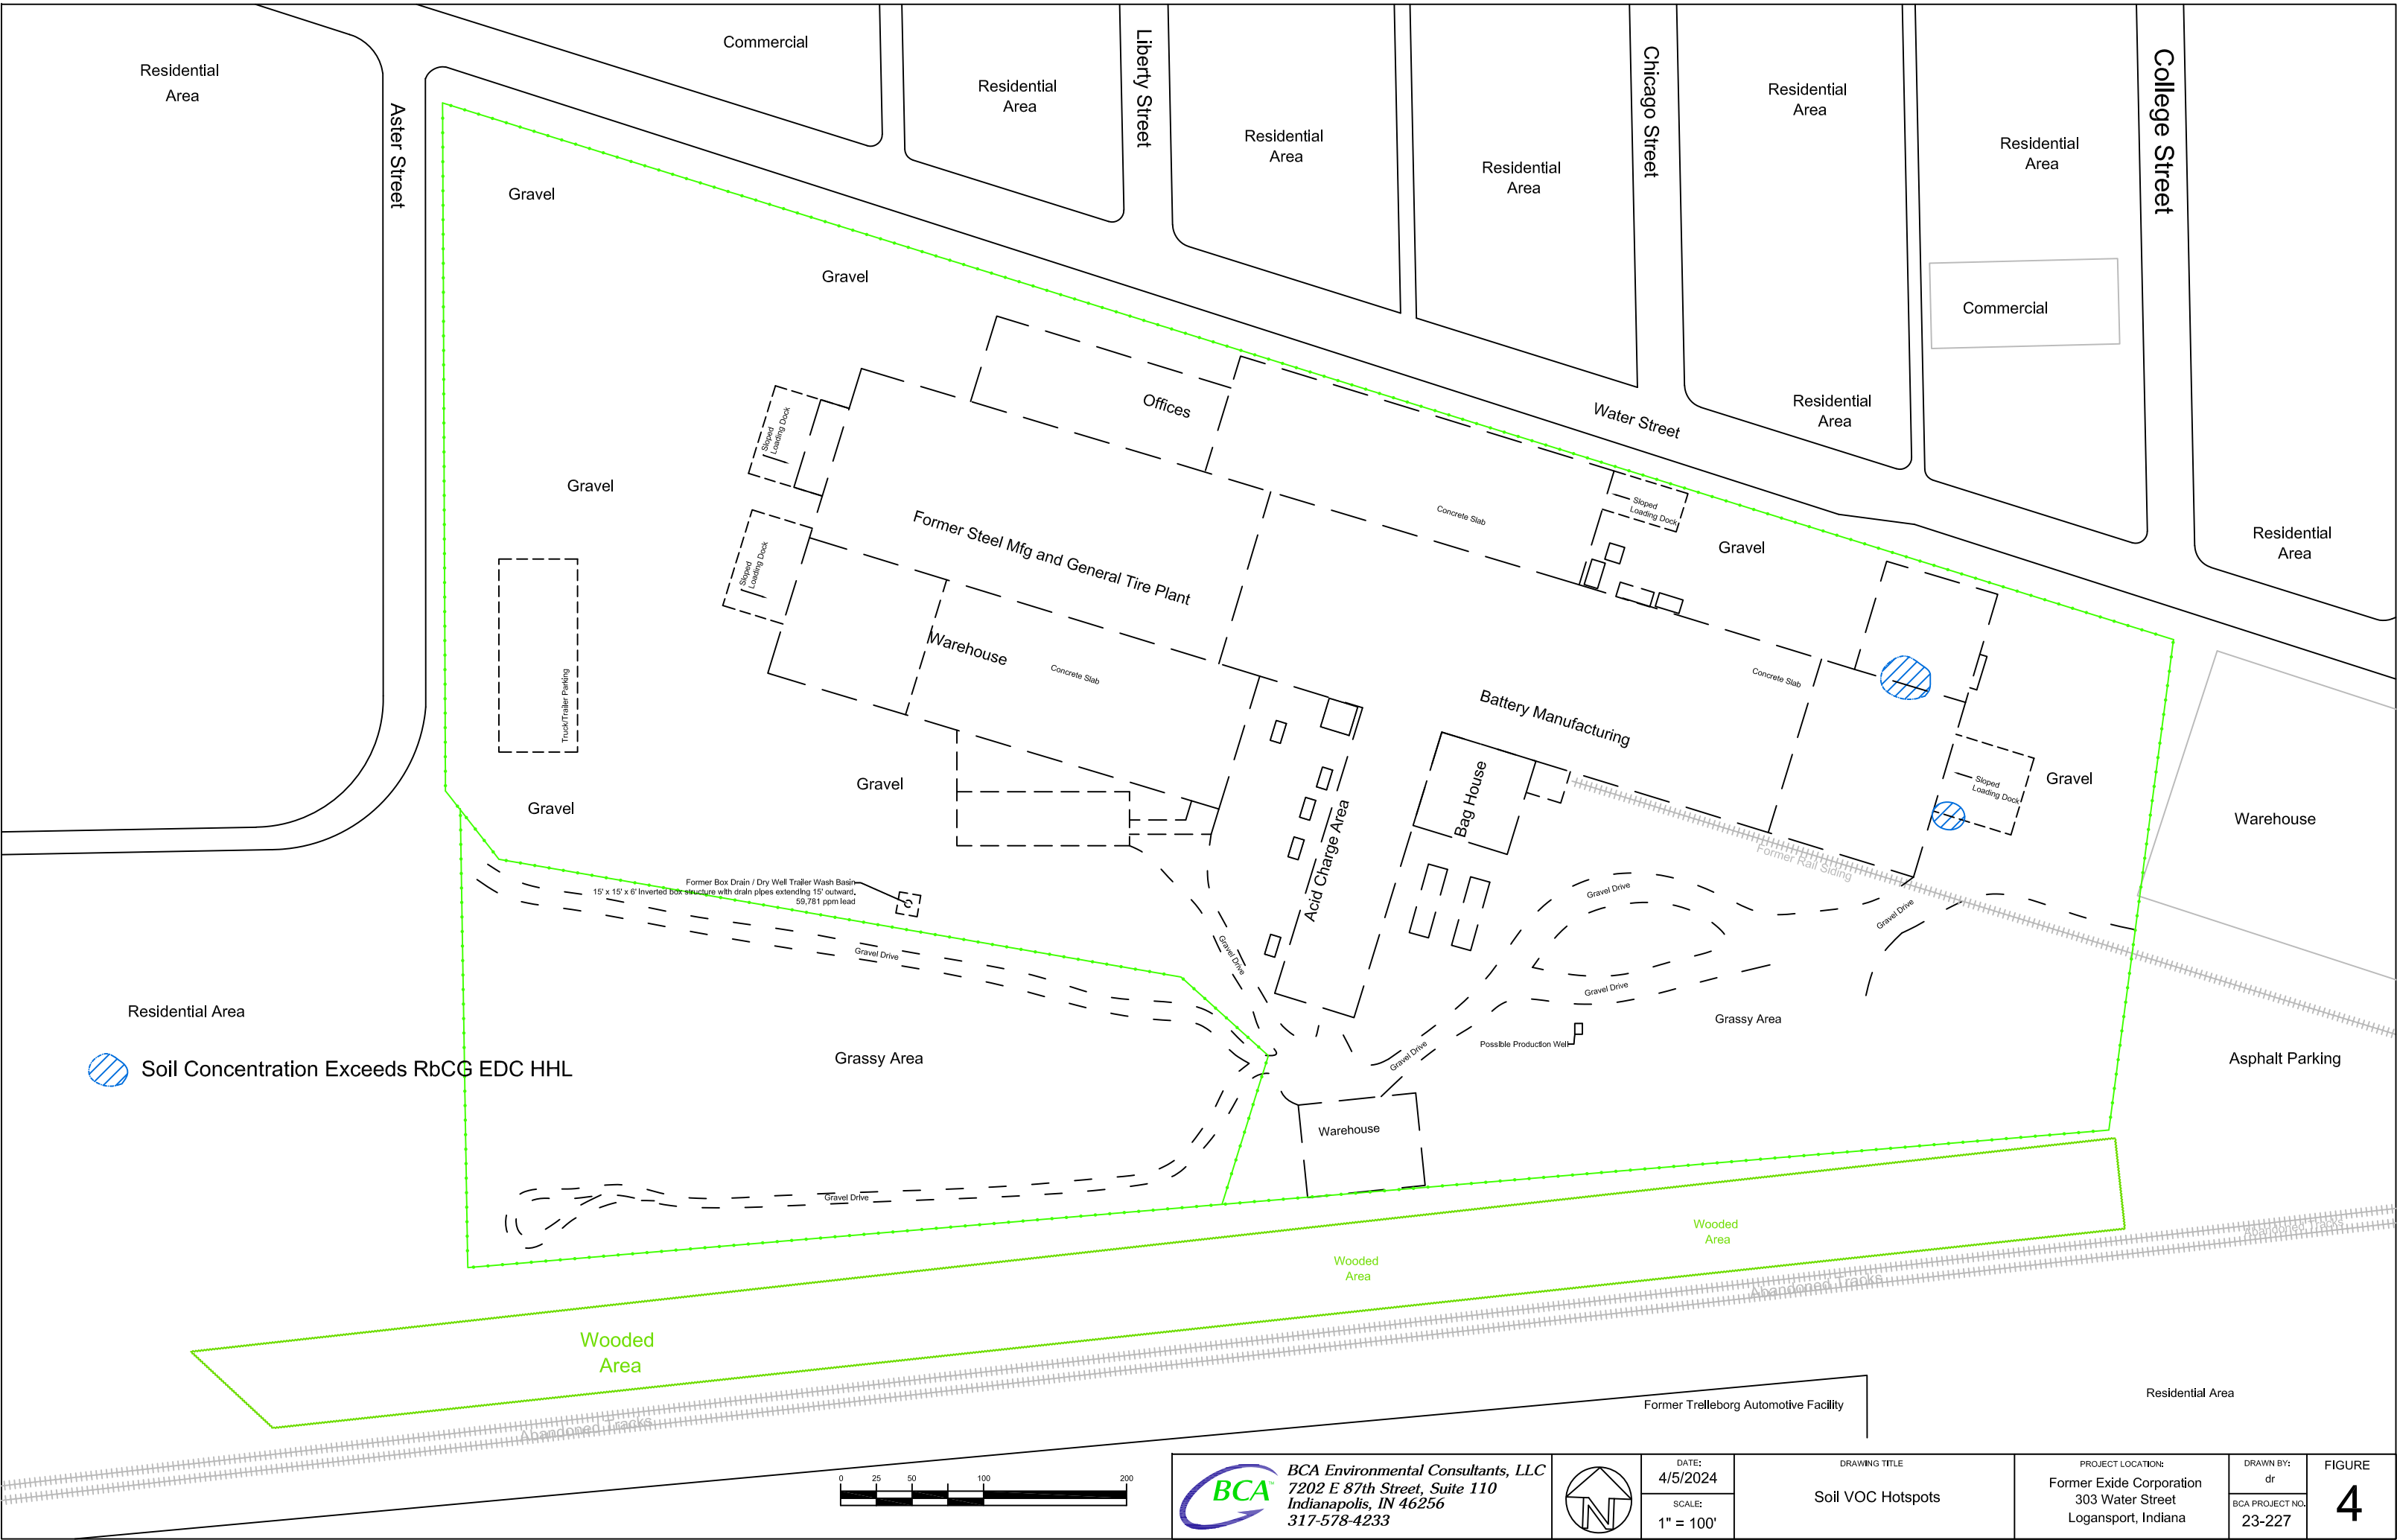 Residential
Area
Commercial
Residential
Area
Liberty Street
Residential
Area
Residential
Area
Chicago Street
Residential
Area
Residential
Area
College Street
Aster Street
Gravel
Gravel
Commercial
Residential
Area
Water Street
Offices
Sloped
Loading Dock
Gravel
Former Steel Mfg and General Tire Plant
Concrete Slab
Sloped
Loading Dock
Gravel
Residential
Area
Sloped
Loading Dock
Warehouse
Concrete Slab
Concrete Slab
Battery Manufacturing
Truck/Trailer Parking
Gravel
Gravel
Bag House
Acid Charge Area
Sloped
Loading Dock
Gravel
Warehouse
Former Rail Siding
Former Box Drain / Dry Well Trailer Wash Basin
15' x 15' x 6' Inverted box structure with drain pipes extending 15' outward.
59,781 ppm lead
Gravel Drive
Gravel Drive
Gravel Drive
Gravel Drive
Gravel Drive
Gravel Drive
Residential Area
Grassy Area
Grassy Area
Possible Production Well
Asphalt Parking
Soil Concentration Exceeds RbCG EDC HHL
Warehouse
Gravel Drive
Wooded
Area
Wooded
Area
Wooded
Area
Abandoned Tracks
Abandoned Tracks
Abandoned Tracks
Former Trelleborg Automotive Facility
Residential Area
0 25 50 100 200
BCA
BCA Environmental Consultants, LLC
7202 E 87th Street, Suite 110
Indianapolis, IN 46256
317-578-4233
N
DATE:
4/5/2024
SCALE:
1" = 100'
DRAWING TITLE
Soil VOC Hotspots
PROJECT LOCATION:
Former Exide Corporation
303 Water Street
Logansport, Indiana
DRAWN BY:
dr
BCA PROJECT NO.
23-227
FIGURE
4